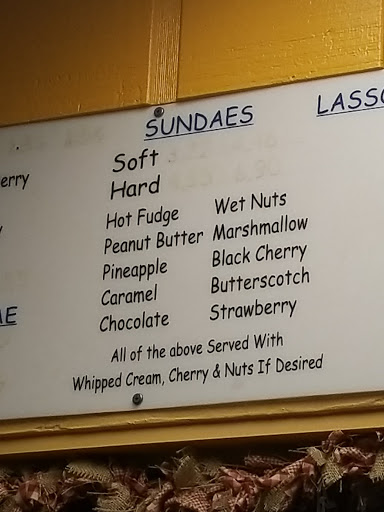 SUNDAES
LASSO
Soft
Hard
erry
Hot Fudge
Wet Nuts
Peanut Butter
Marshmallow
Pineapple
Black Cherry
Caramel
Butterscotch
Chocolate
Strawberry
AE
All of the above Served With
Whipped Cream, Cherry & Nuts If Desired